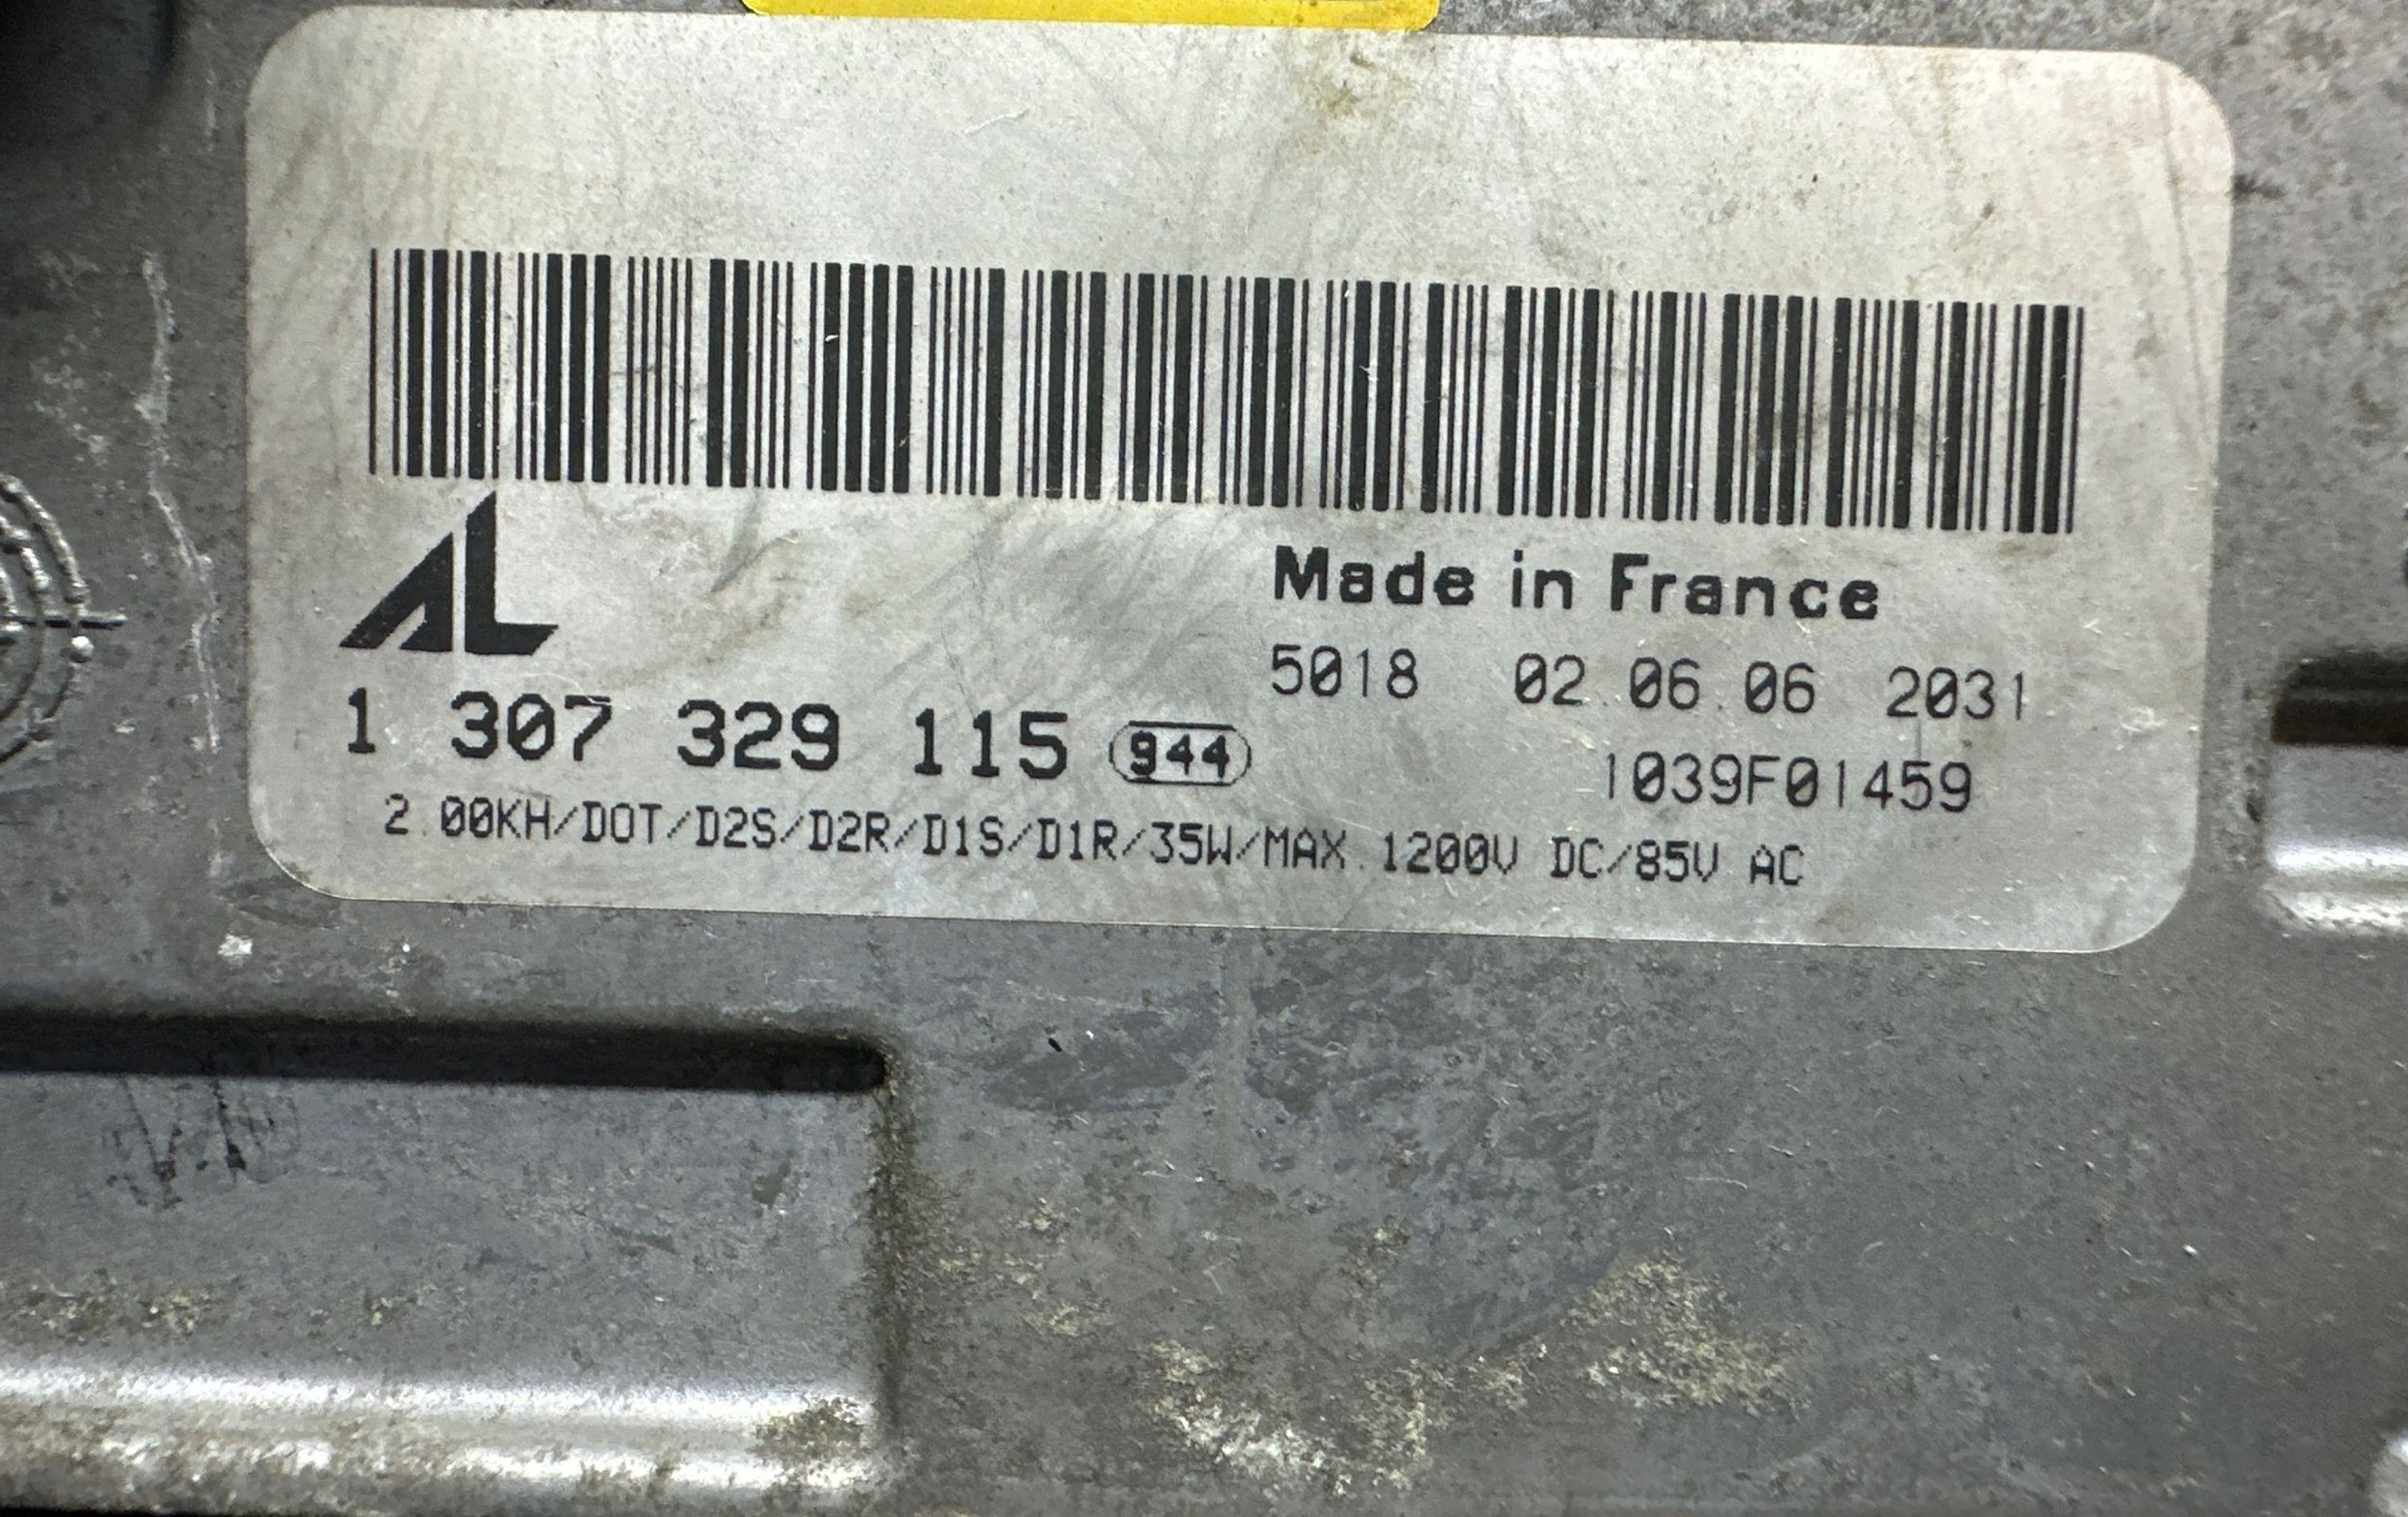 AL
Made in France
5018 02.06.06 2031
1 307 329 115 944
1039F01459
2.00KH/DOT/D2S/D2R/D1S/D1R/35W/MAX.1200V DC/85V AC